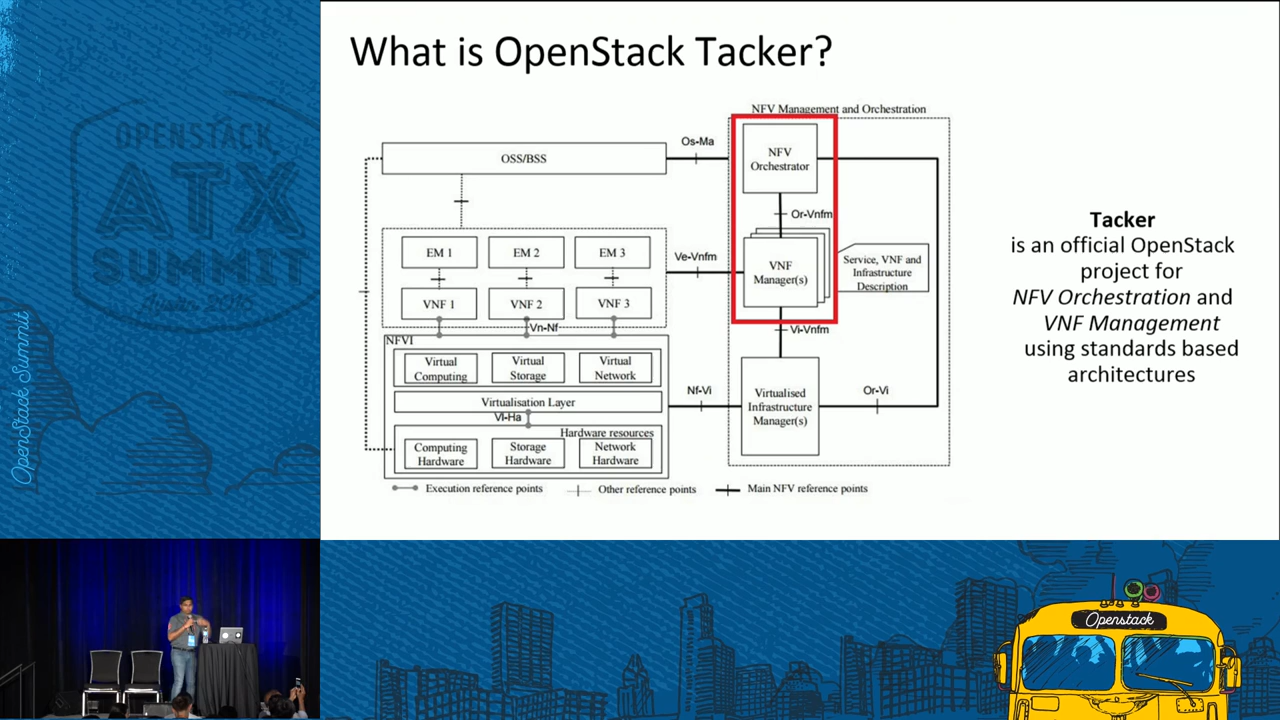 What is OpenStack Tacker?
NFV Management and Orchestration
Os-Ma
OSS/BSS
NFV
Orchestrator
Or-Vnfm
EM 1
EM 2
EM 3
Ve-Vnfm
VNF
Manager(s)
Service, VNF and
Infrastructure
Description
VNF 1
VNF 2
VNF 3
Vn-Nf
Vi-Vnfm
NFVI
Virtual
Computing
Virtual
Storage
Virtual
Network
Virtualisation Layer
Nf-Vi
Virtualised
Infrastructure
Manager(s)
Or-Vi
Vl-Ha
Hardware resources
Computing
Hardware
Storage
Hardware
Network
Hardware
Execution reference points
Other reference points
Main NFV reference points
Tacker
is an official OpenStack
project for
NFV Orchestration and
VNF Management
using standards based
architectures
OPENSTACK
ATX
SUMMIT
OpenStack Summit
Openstack